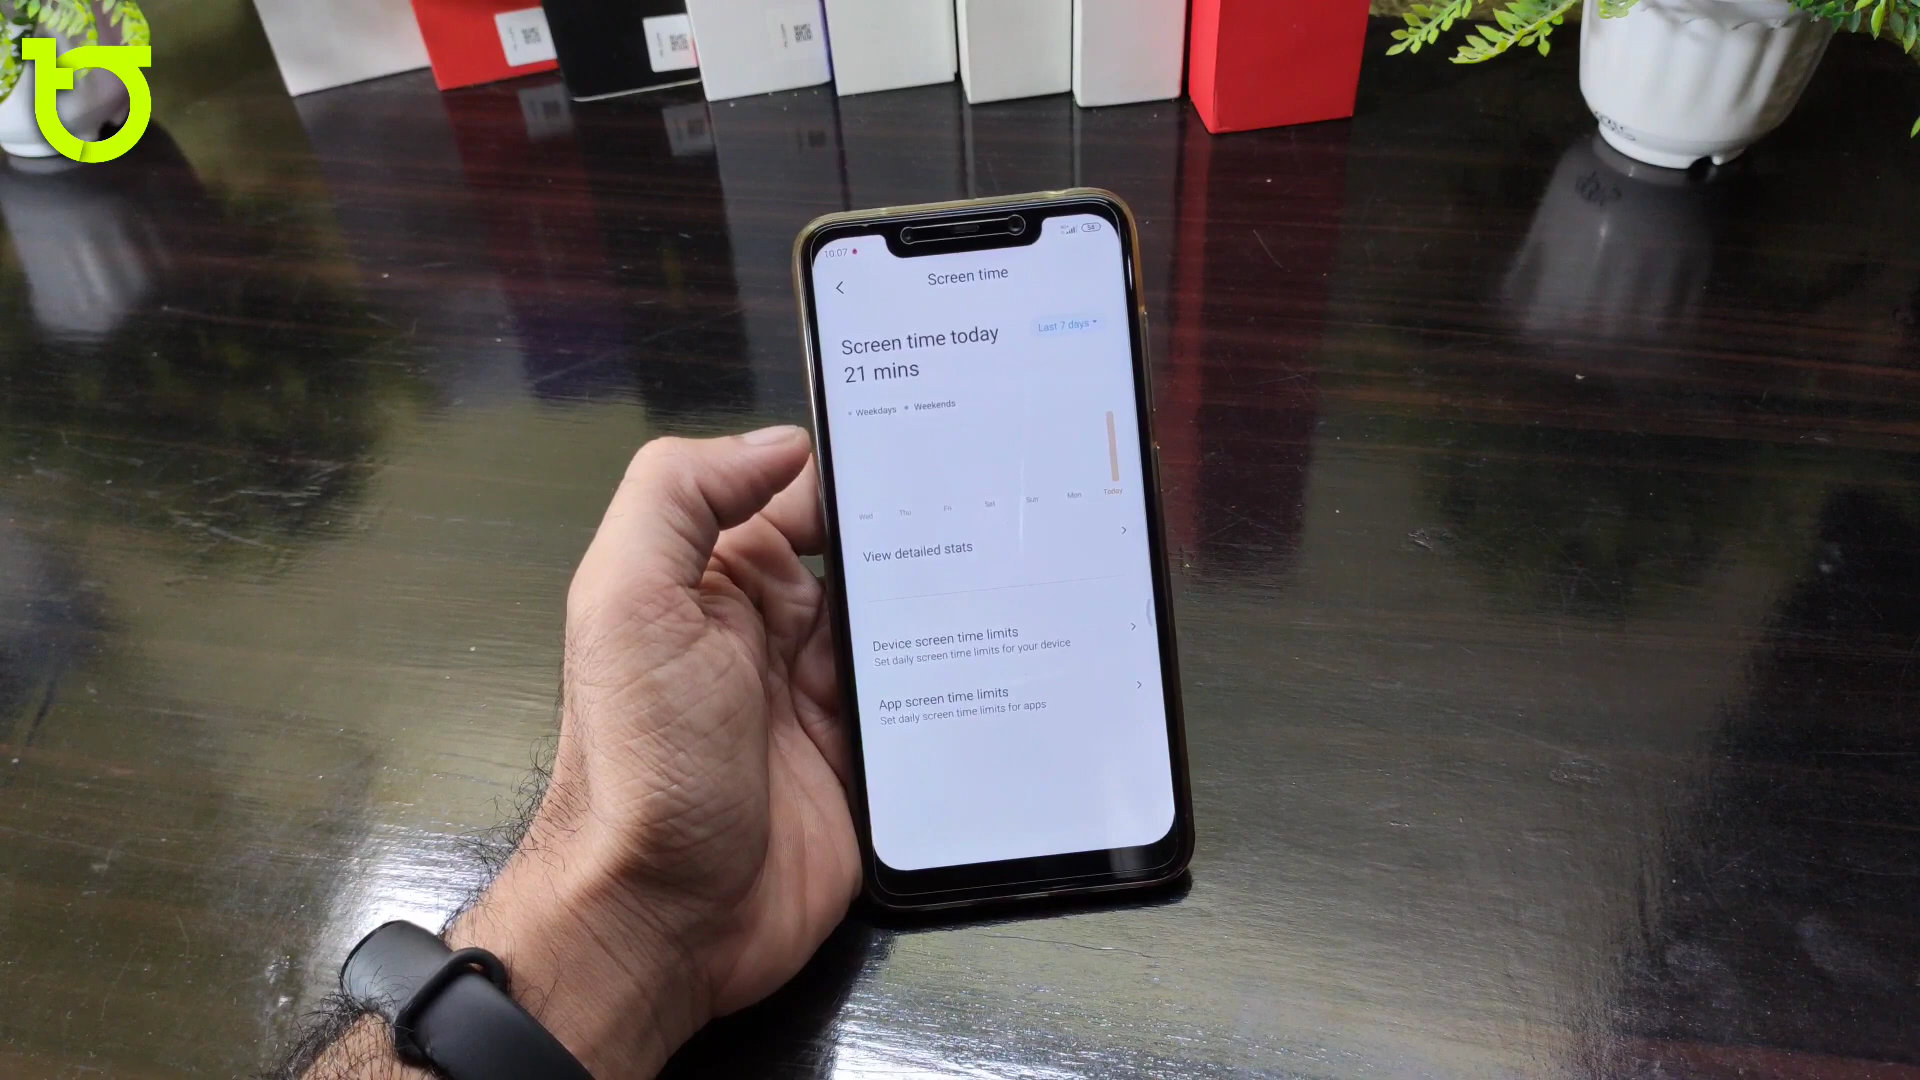 10:07
54
Screen time
Last 7 days
Screen time today
21 mins
Weekdays
Weekends
Wed Thu Fri Sat Sun Mon Today
View detailed stats
Device screen time limits
Set daily screen time limits for your device
App screen time limits
Set daily screen time limits for apps